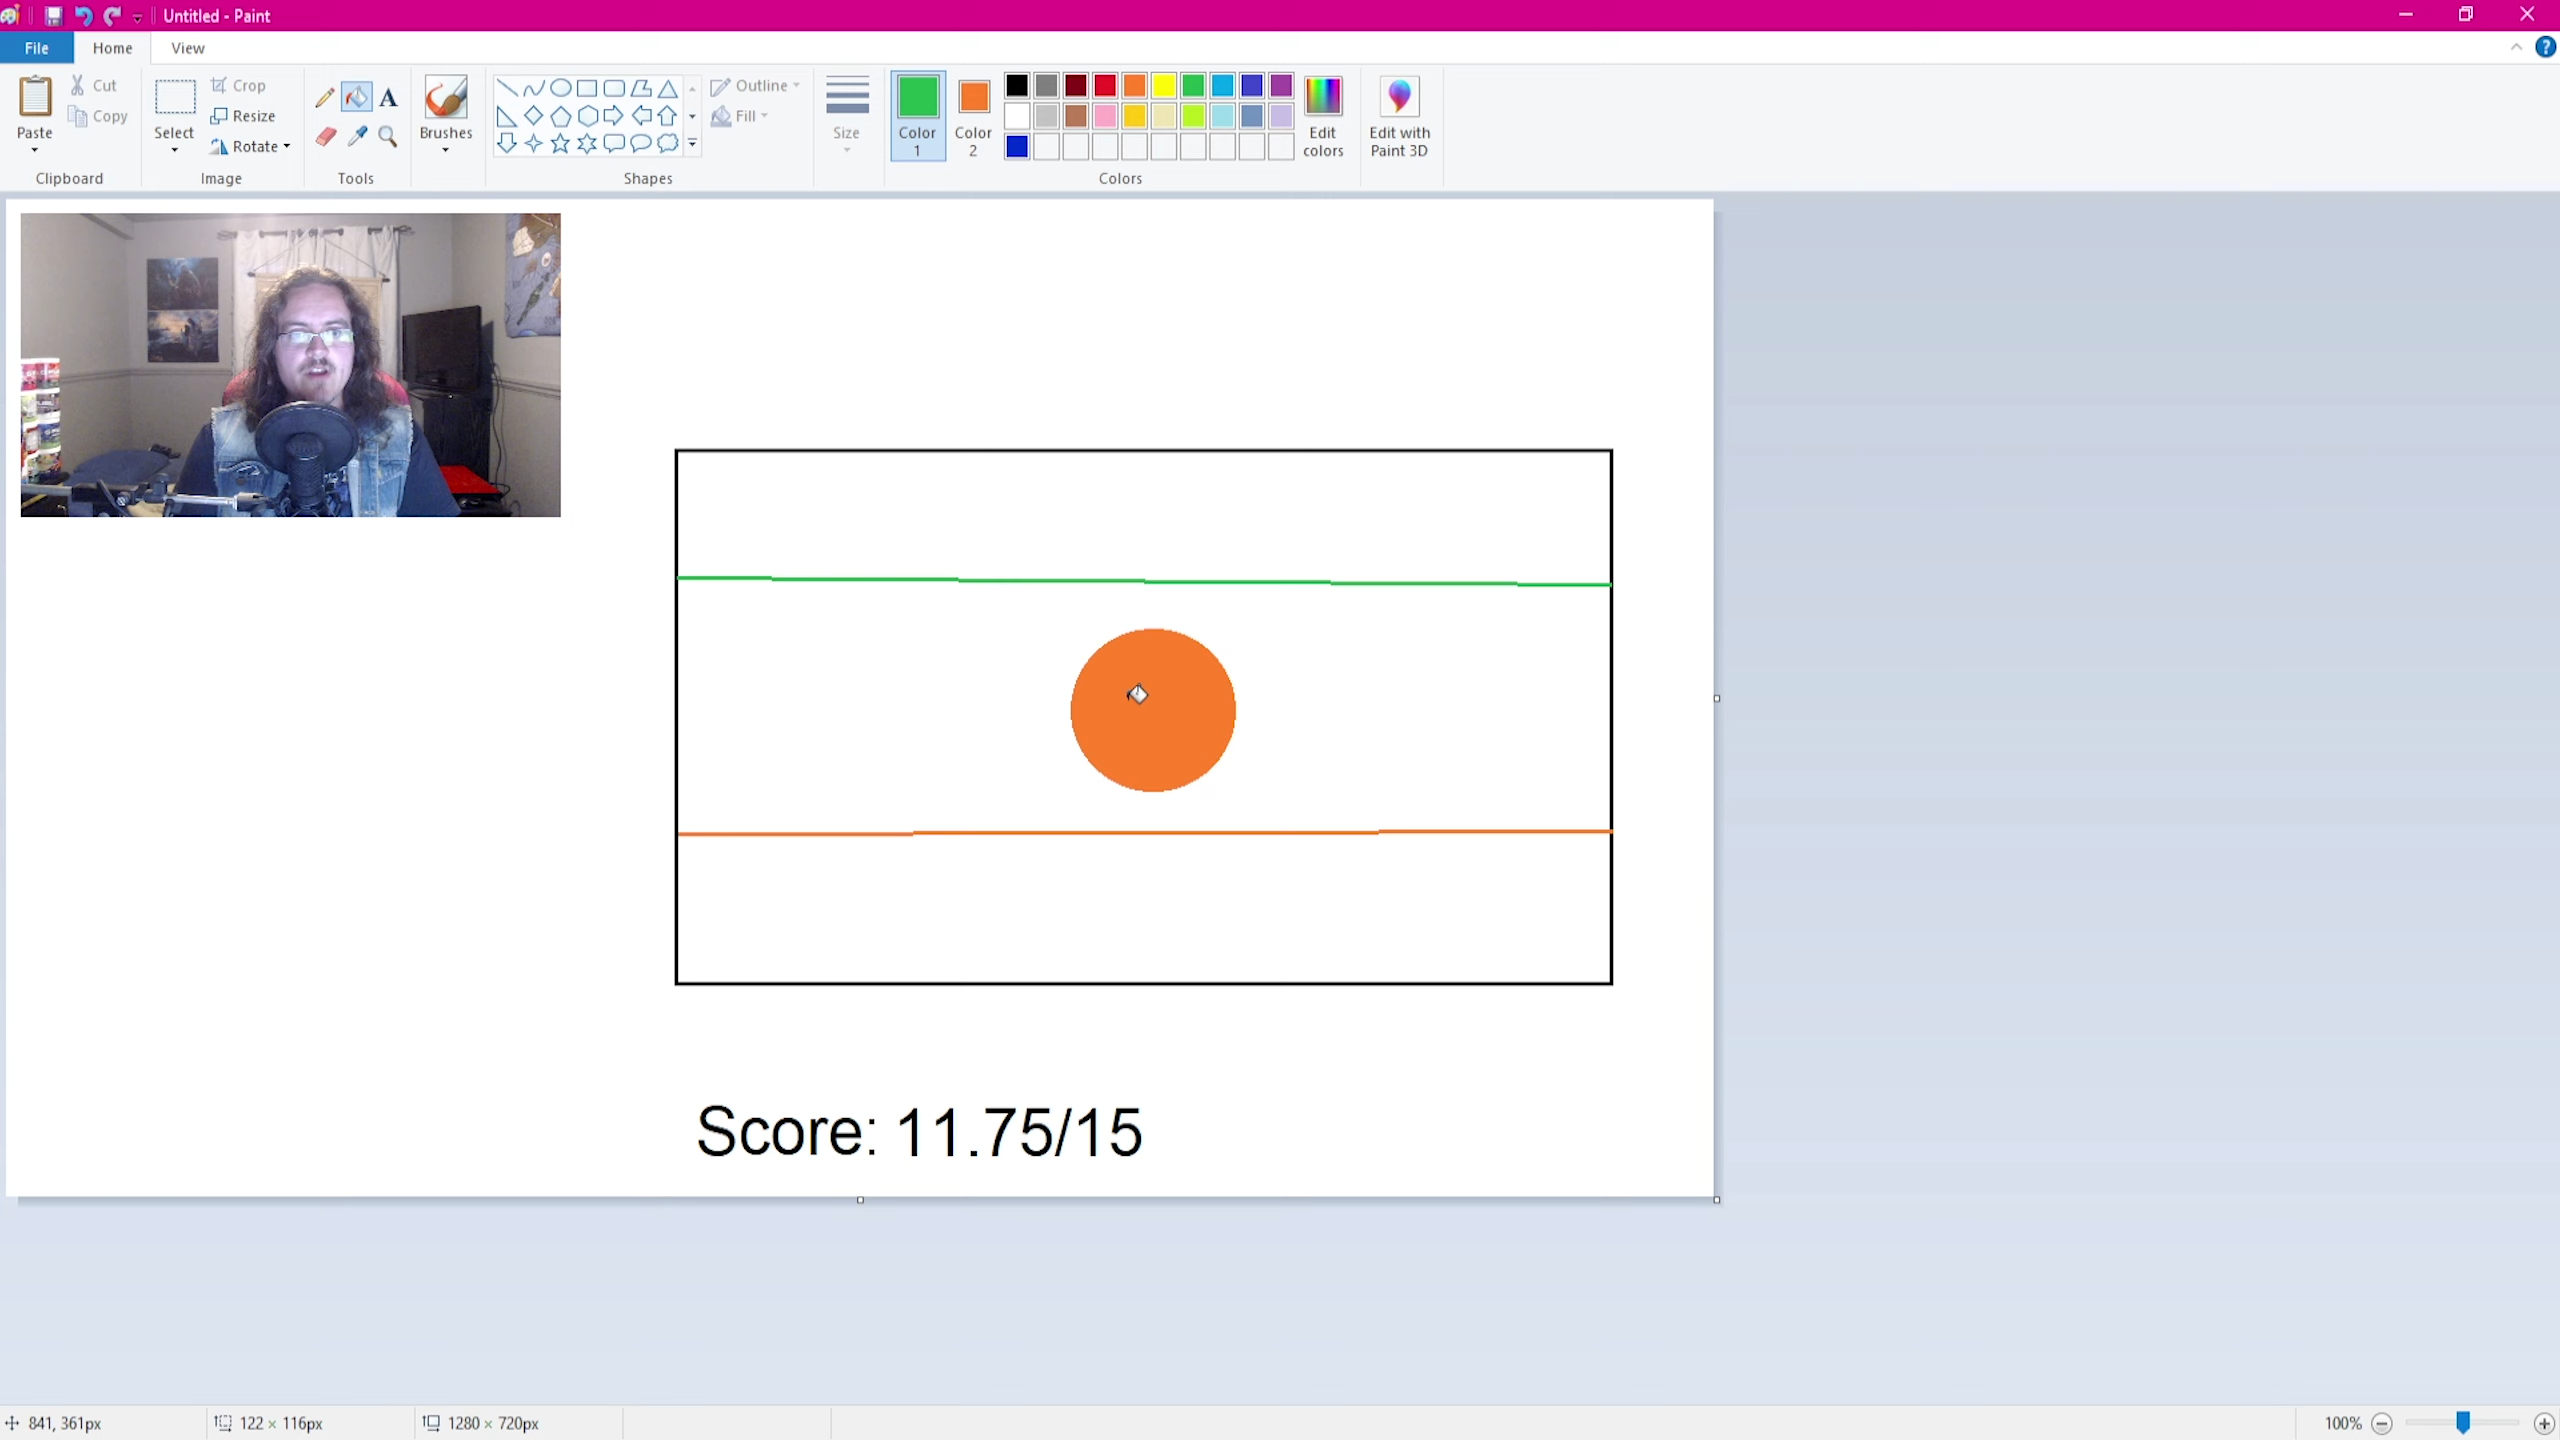 Untitled - Paint
File Home View
Paste
Cut
Copy
Clipboard
Select
Crop
Resize
Rotate
Image
A
Tools
Brushes
Outline
Fill
Shapes
Size
Color 1
Color 2
Edit colors
Edit with Paint 3D
Colors
?
Score: 11.75/15
841, 361px
122 × 116px
1280 × 720px
100%